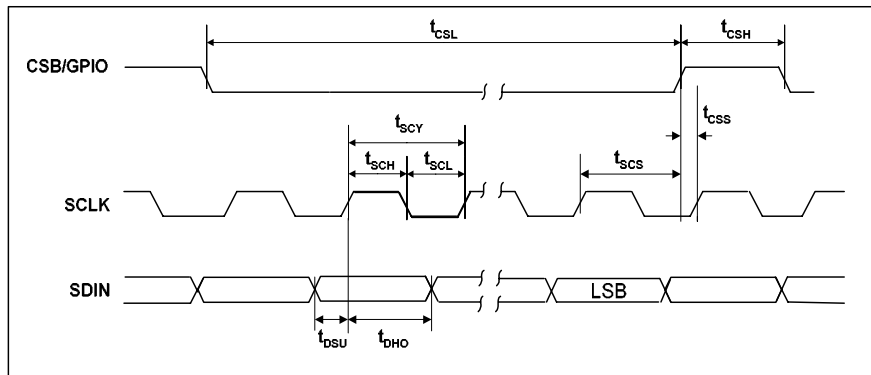 tCSL
tCSH
CSB/GPIO
tCSS
tSCY
tSCH
tSCL
tSCS
SCLK
SDIN
LSB
tDSU
tDHO